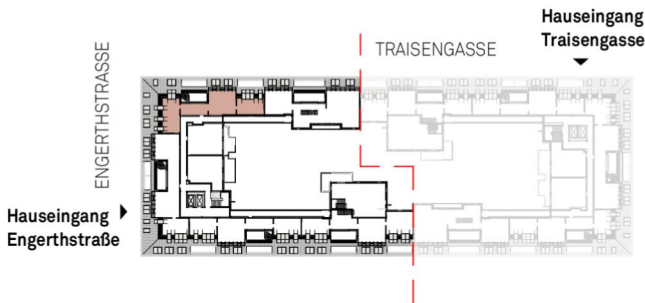 Hauseingang
Traisengasse
TRAISENGASSE
ENGERTHSTRASSE
Hauseingang
Engerthstraße